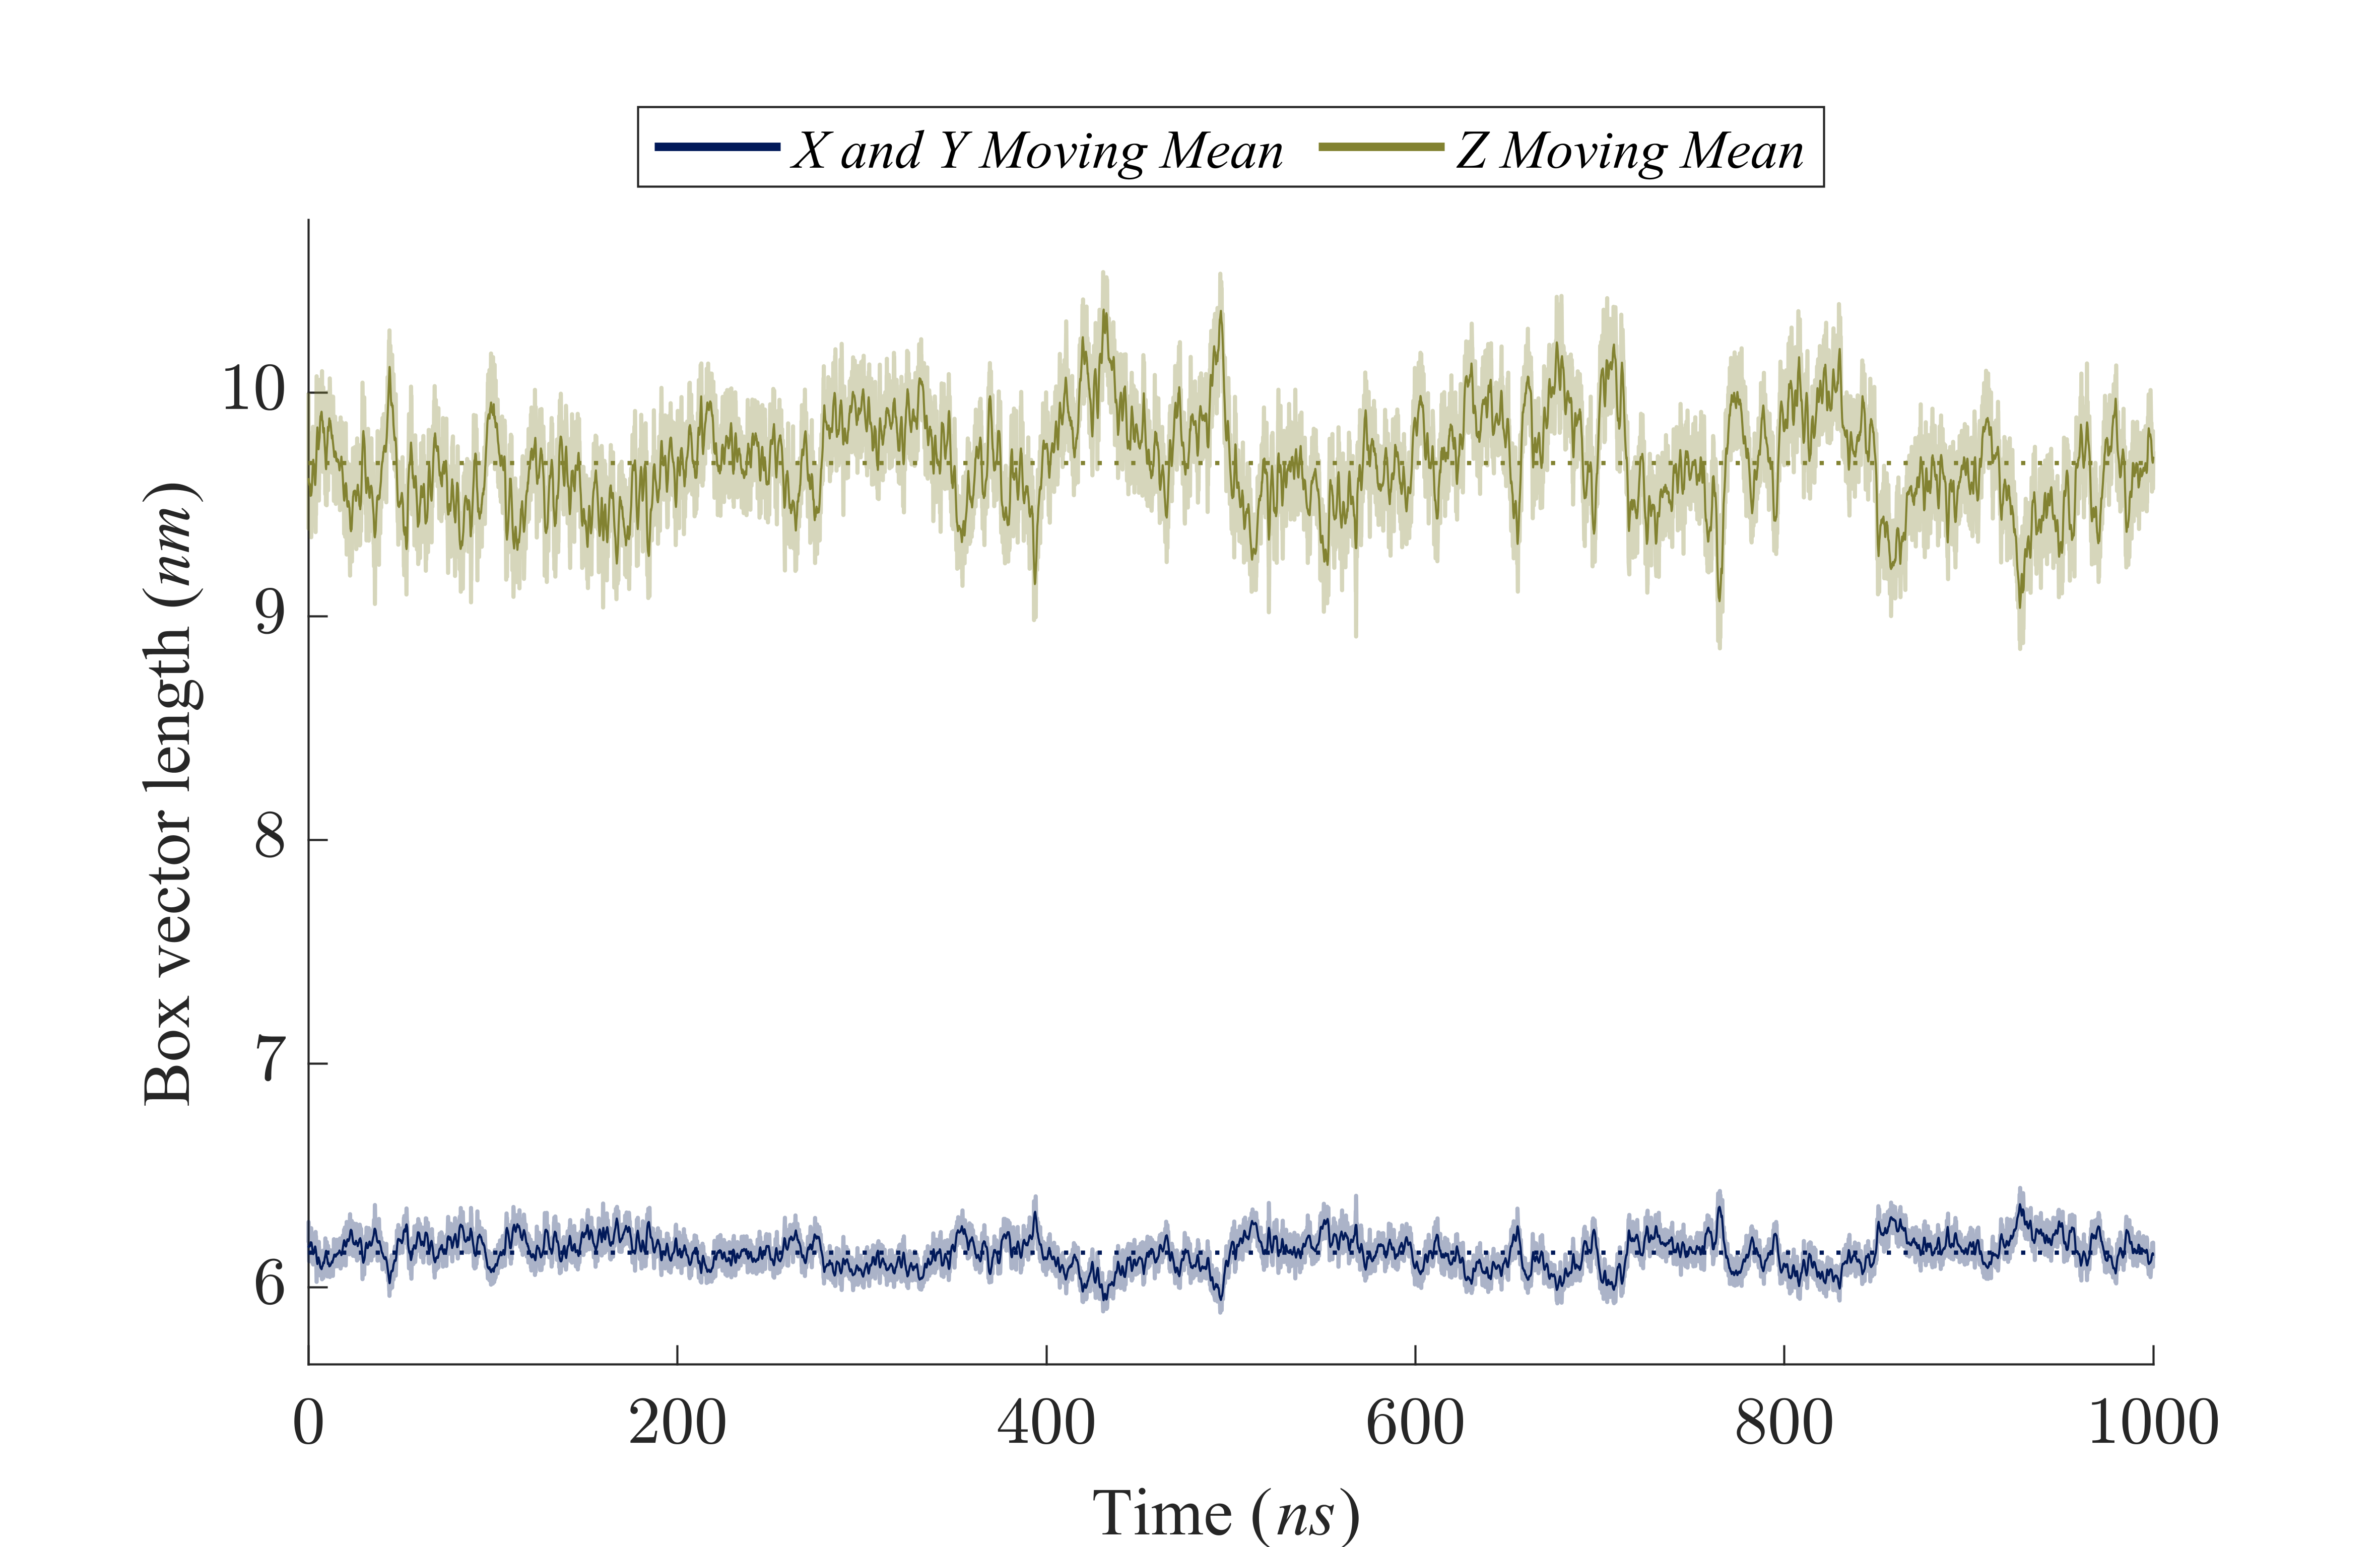 X and Y Moving Mean Z Moving Mean
Box vector length (nm)
10
9
8
7
6
0 200 400 600 800 1000
Time (ns)